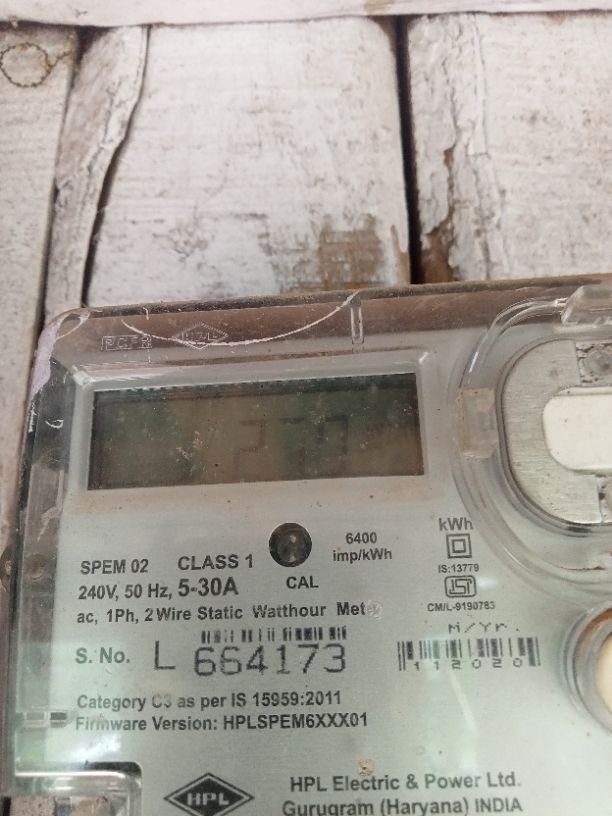 6400
kWh
imp/kWh
SPEM 02 CLASS 1
IS:13779
240V, 50 Hz, 5-30A
CAL
ISI
CM/L-9190783
ac, 1Ph, 2 Wire Static Watthour Meter
M/Yr.
S. No. L 664173
112020
Category C3 as per IS 15959:2011
Firmware Version: HPLSPEM6XXX01
HPL
HPL Electric & Power Ltd.
Gurugram (Haryana) INDIA